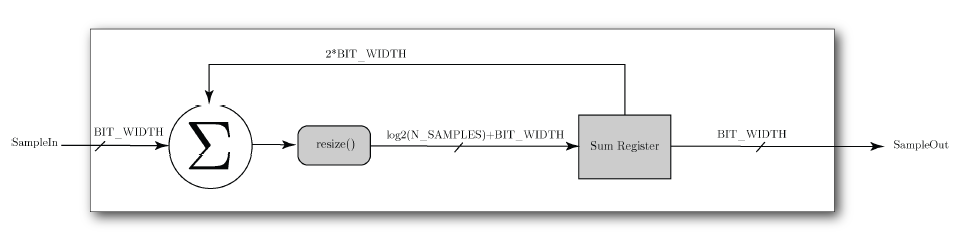 2*BIT_WIDTH
SampleIn
BIT_WIDTH
Σ
resize()
log2(N_SAMPLES)+BIT_WIDTH
Sum Register
BIT_WIDTH
SampleOut